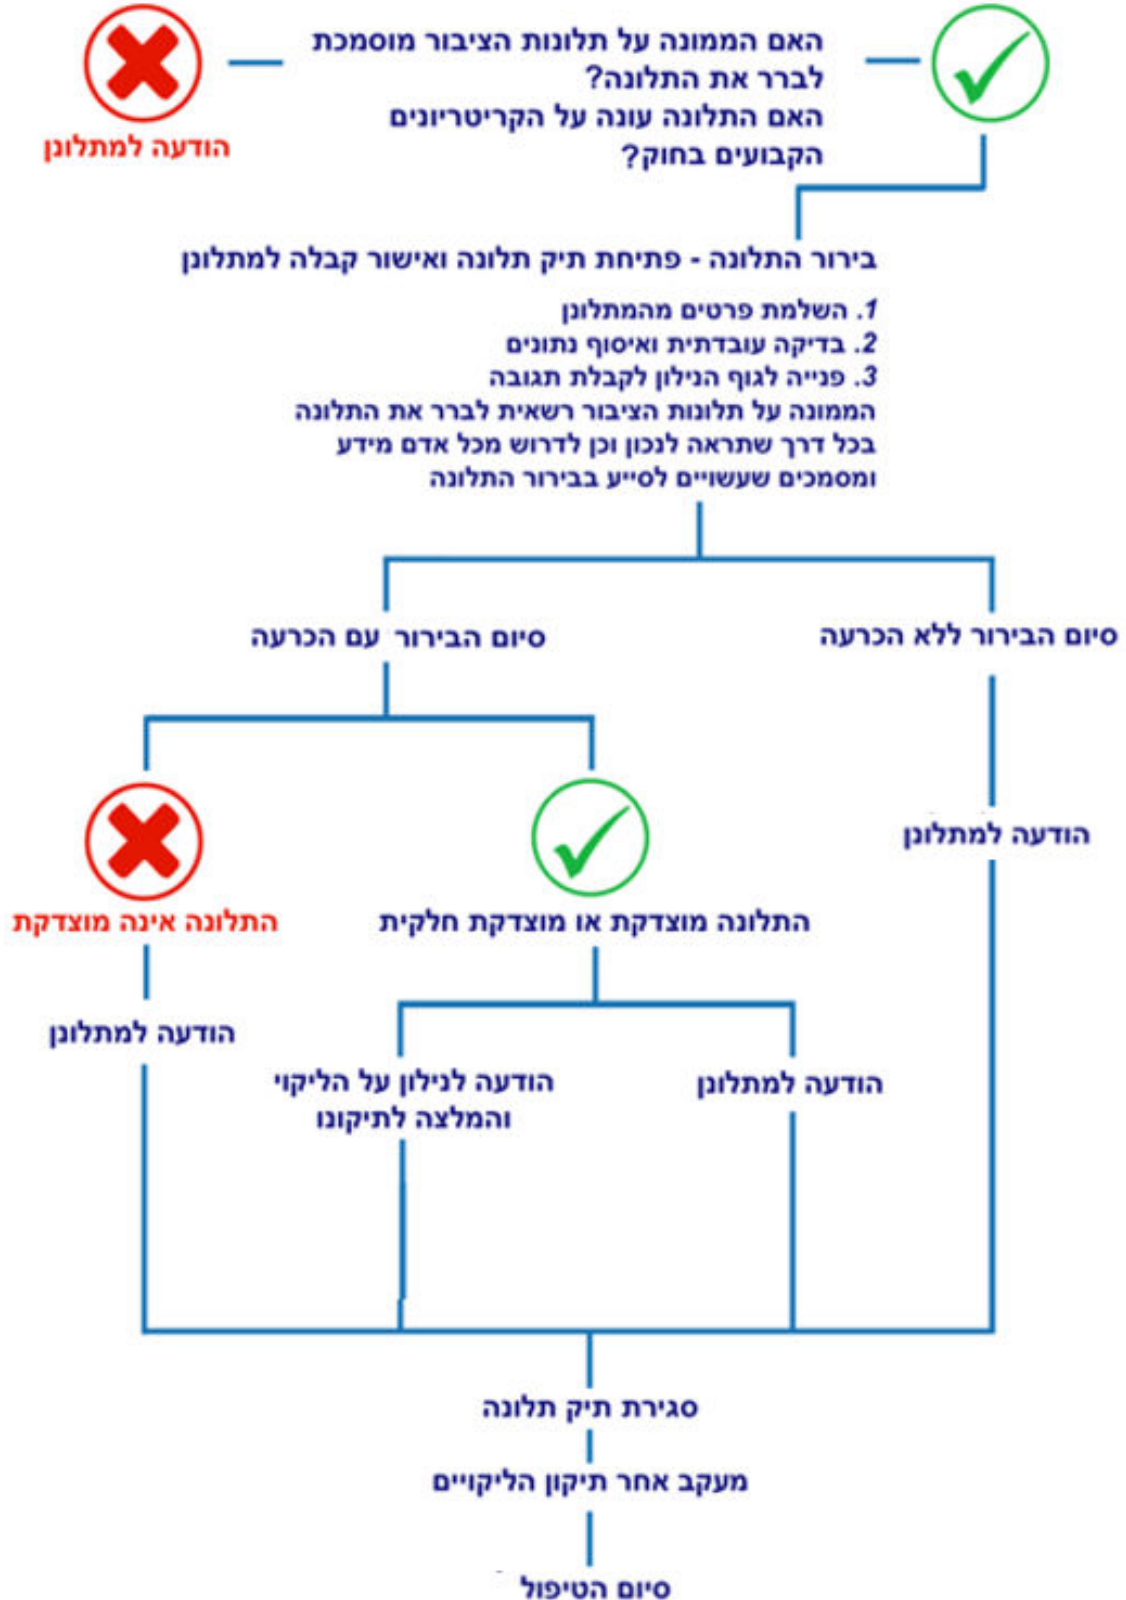 האם הממונה על תלונות הציבור מוסמכת
לברר את התלונה?
האם התלונה עונה על הקריטריונים
הקבועים בחוק?
הודעה למתלונן
בירור התלונה - פתיחת תיק תלונה ואישור קבלה למתלונן
1. השלמת פרטים מהמתלונן
2. בדיקה עובדתית ואיסוף נתונים
3. פנייה לגוף הנילון לקבלת תגובה
הממונה על תלונות הציבור רשאית לברר את התלונה
בכל דרך שתראה לנכון וכן לדרוש מכל אדם מידע
ומסמכים שעשויים לסייע בבירור התלונה
סיום הבירור ללא הכרעה
סיום הבירור עם הכרעה
הודעה למתלונן
התלונה מוצדקת או מוצדקת חלקית
התלונה אינה מוצדקת
הודעה למתלונן
הודעה לנילון על הליקוי
והמלצה לתיקונו
הודעה למתלונן
סגירת תיק תלונה
מעקב אחר תיקון הליקויים
סיום הטיפול